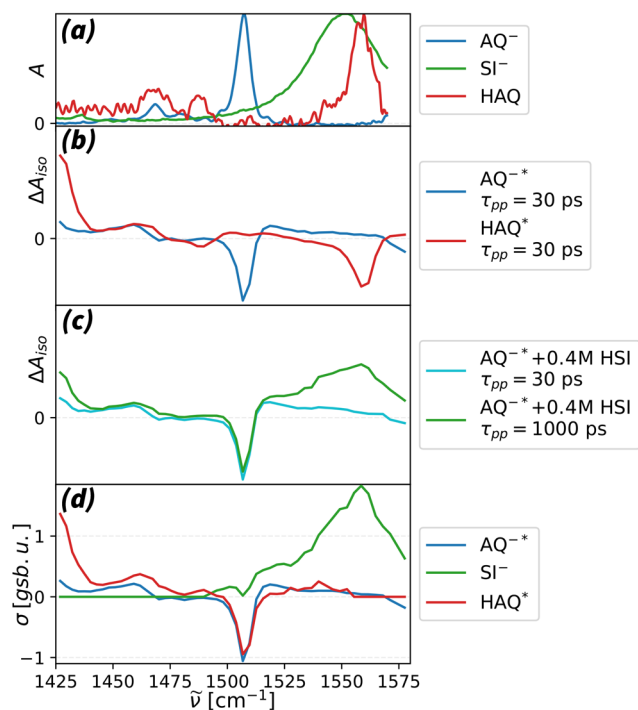 (a)
A
0
AQ⁻
SI⁻
HAQ
(b)
ΔA_iso
0
AQ⁻*
τ_pp = 30 ps
HAQ*
τ_pp = 30 ps
(c)
ΔA_iso
0
AQ⁻*+0.4M HSI
τ_pp = 30 ps
AQ⁻*+0.4M HSI
τ_pp = 1000 ps
(d)
σ [gsb.u.]
1
0
−1
AQ⁻*
SI⁻
HAQ*
1425 1450 1475 1500 1525 1550 1575
ν̃ [cm⁻¹]